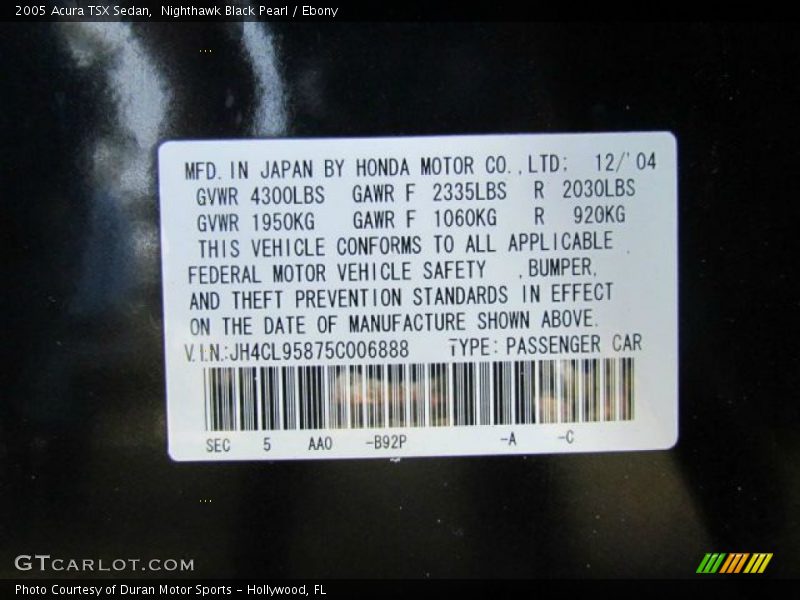 2005 Acura TSX Sedan, Nighthawk Black Pearl / Ebony
MFD. IN JAPAN BY HONDA MOTOR CO., LTD: 12/'04
GVWR 4300LBS GAWR F 2335LBS R 2030LBS
GVWR 1950KG GAWR F 1060KG R 920KG
THIS VEHICLE CONFORMS TO ALL APPLICABLE
FEDERAL MOTOR VEHICLE SAFETY , BUMPER,
AND THEFT PREVENTION STANDARDS IN EFFECT
ON THE DATE OF MANUFACTURE SHOWN ABOVE.
V.I.N.:JH4CL95875C006888 TYPE: PASSENGER CAR
SEC 5 AA0 -B92P -A -C
GTCARLOT.COM
Photo Courtesy of Duran Motor Sports - Hollywood, FL